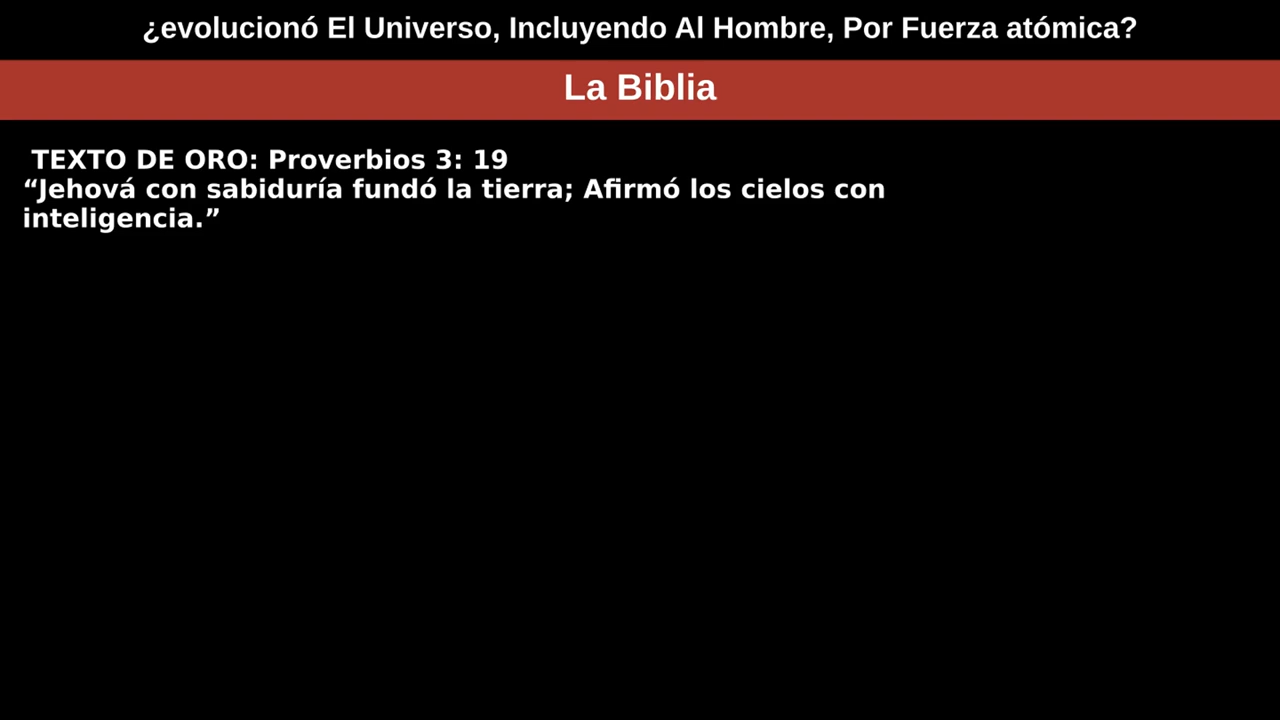 ¿evolucionó El Universo, Incluyendo Al Hombre, Por Fuerza atómica?
La Biblia
TEXTO DE ORO: Proverbios 3: 19
“Jehová con sabiduría fundó la tierra; Afirmó los cielos con
inteligencia.”